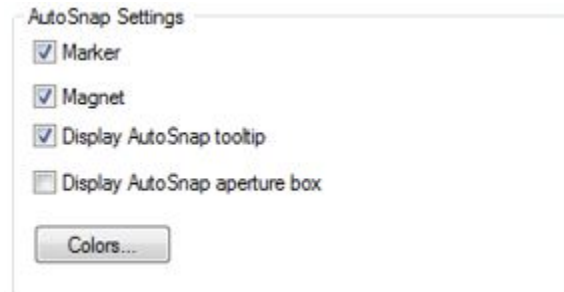 AutoSnap Settings
Marker
Magnet
Display AutoSnap tooltip
Display AutoSnap aperture box
Colors...